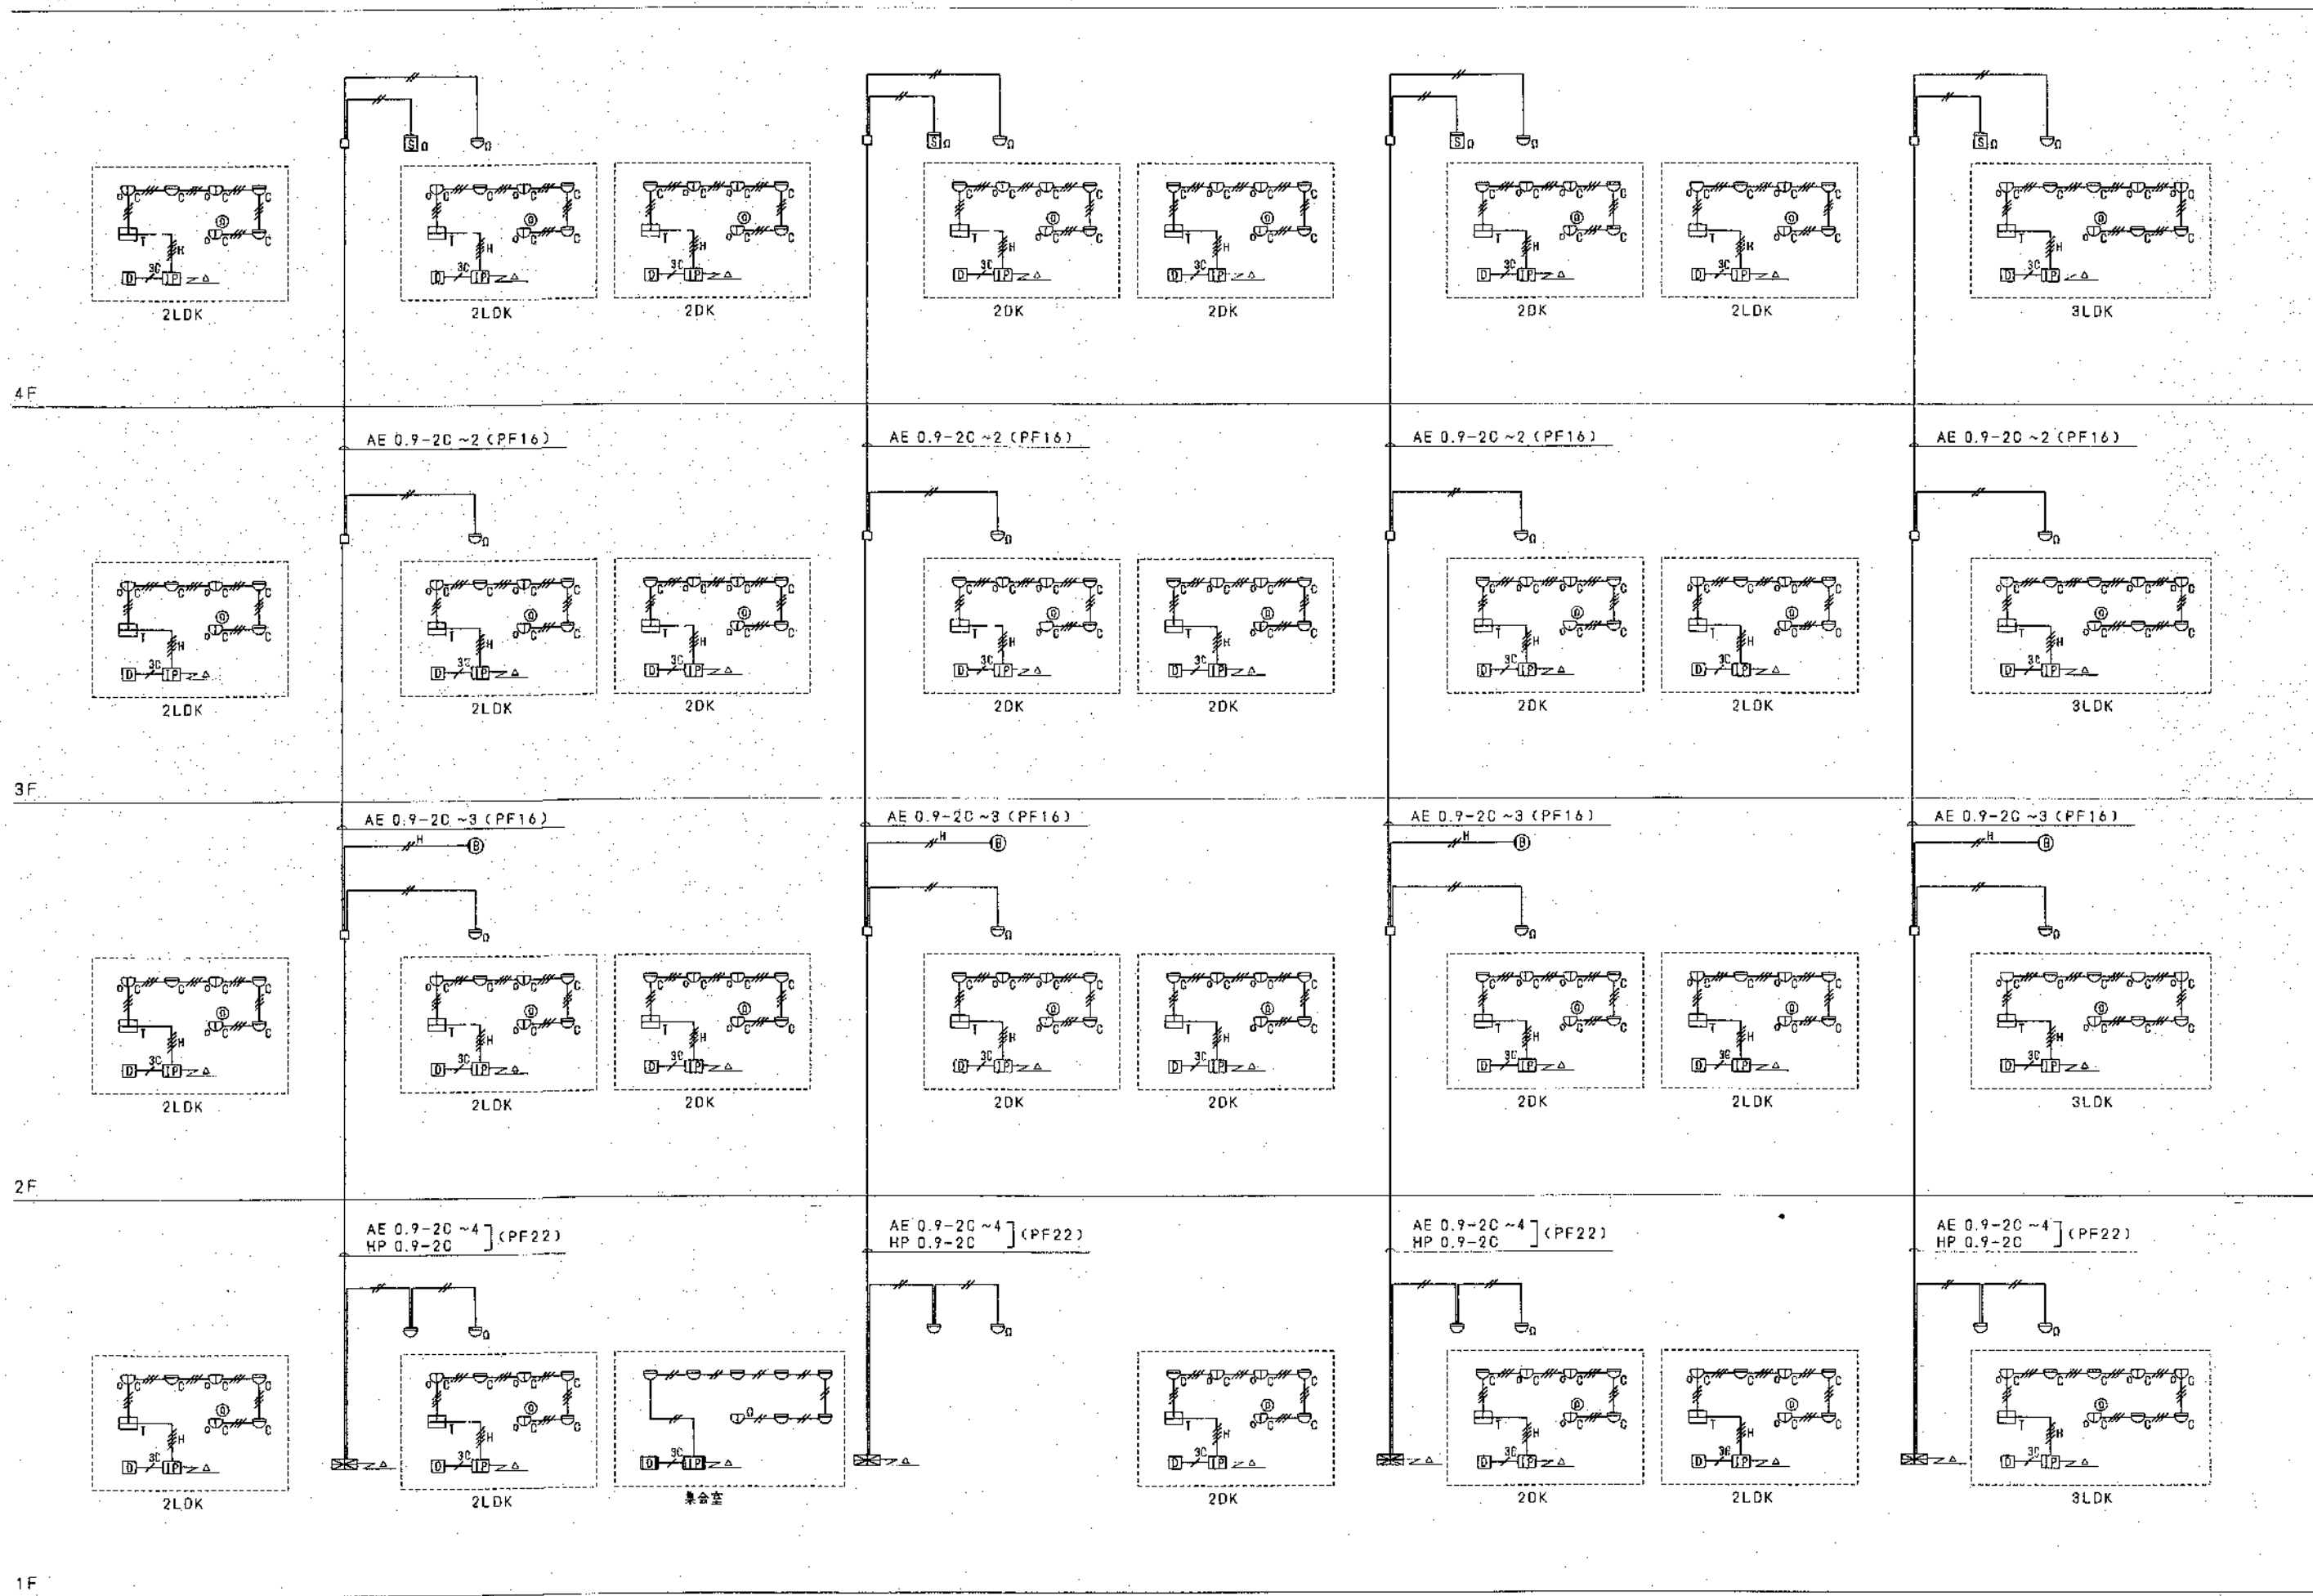 2LDK 2LDK 2DK 2DK 2DK 2DK 2LDK 3LDK
4F
AE 0.9-2C ~2 (PF16) AE 0.9-2C ~2 (PF16) AE 0.9-2C ~2 (PF16) AE 0.9-2C ~2 (PF16)
2LDK 2LDK 2DK 2DK 2DK 2DK 2LDK 3LDK
3F
AE 0.9-2C ~3 (PF16) AE 0.9-2C ~3 (PF16) AE 0.9-2C ~3 (PF16) AE 0.9-2C ~3 (PF16)
H B H B H B H B
2LDK 2LDK 2DK 2DK 2DK 2DK 2LDK 3LDK
2F
AE 0.9-2C ~4 (PF22) AE 0.9-2C ~4 (PF22) AE 0.9-2C ~4 (PF22) AE 0.9-2C ~4 (PF22)
HP 0.9-2C HP 0.9-2C HP 0.9-2C HP 0.9-2C
2LDK 2LDK 集会室 2DK 2DK 2LDK 3LDK
1F